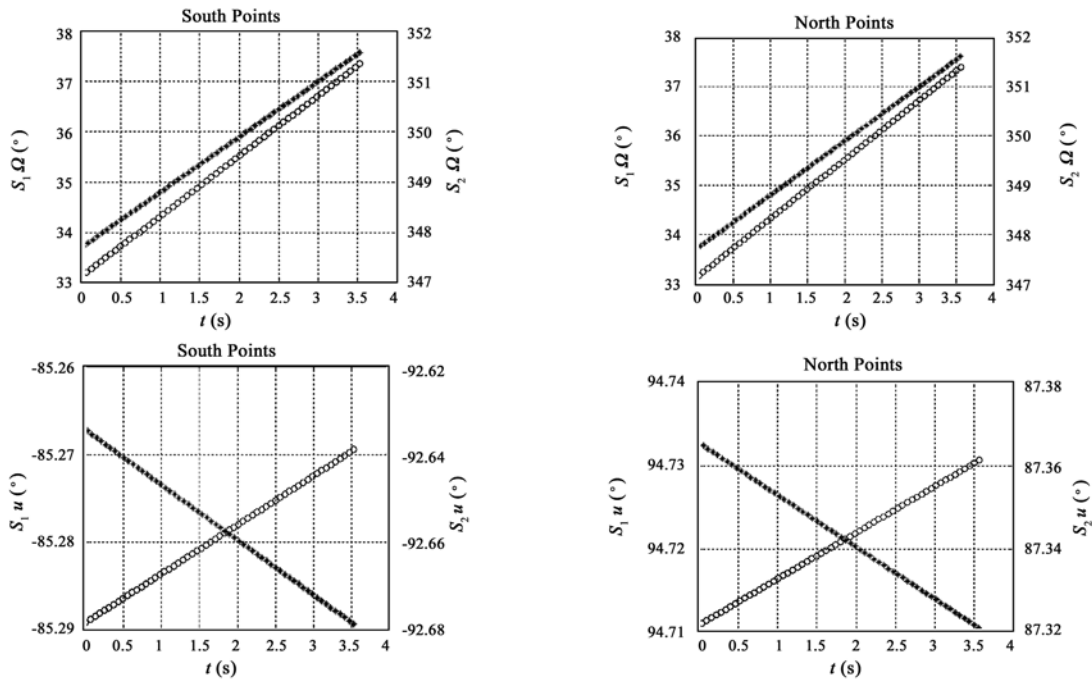 South Points
38
37
36
35
34
33
S₁ Ω (°)
352
351
350
349
348
347
S₂ Ω (°)
0 0.5 1 1.5 2 2.5 3 3.5 4
t (s)
North Points
38
37
36
35
34
33
S₁ Ω (°)
352
351
350
349
348
347
S₂ Ω (°)
0 0.5 1 1.5 2 2.5 3 3.5 4
t (s)
South Points
-85.26
-85.27
-85.28
-85.29
S₁ u (°)
-92.62
-92.64
-92.66
-92.68
S₂ u (°)
0 0.5 1 1.5 2 2.5 3 3.5 4
t (s)
North Points
94.74
94.73
94.72
94.71
S₁ u (°)
87.38
87.36
87.34
87.32
S₂ u (°)
0 0.5 1 1.5 2 2.5 3 3.5 4
t (s)